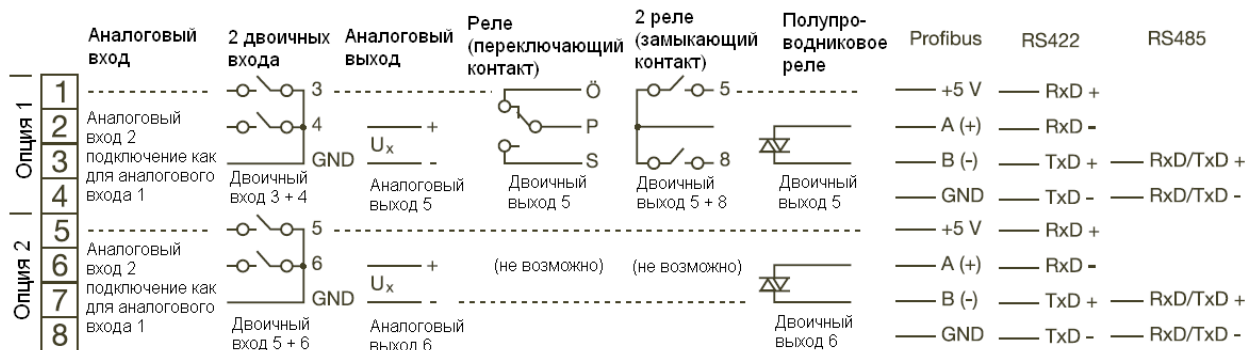 Аналоговый вход
2 двоичных входа
Аналоговый выход
Реле (переключающий контакт)
2 реле (замыкающий контакт)
Полупро-
водниковое реле
Profibus
RS422
RS485
Опция 1
1
2
3
4
Аналоговый
вход 2
подключение как
для аналогового
входа 1
3
4
GND
Двоичный
вход 3 + 4
+
Ux
-
Аналоговый
выход 5
Ö
P
S
Двоичный
выход 5
5
8
Двоичный
выход 5 + 8
Двоичный
выход 5
+5 V
A (+)
B (-)
GND
RxD +
RxD -
TxD +
TxD -
RxD/TxD +
RxD/TxD -
Опция 2
5
6
7
8
Аналоговый
вход 2
подключение как
для аналогового
входа 1
5
6
GND
Двоичный
вход 5 + 6
+
Ux
-
Аналоговый
выход 6
(не возможно)
(не возможно)
Двоичный
выход 6
+5 V
A (+)
B (-)
GND
RxD +
RxD -
TxD +
TxD -
RxD/TxD +
RxD/TxD -